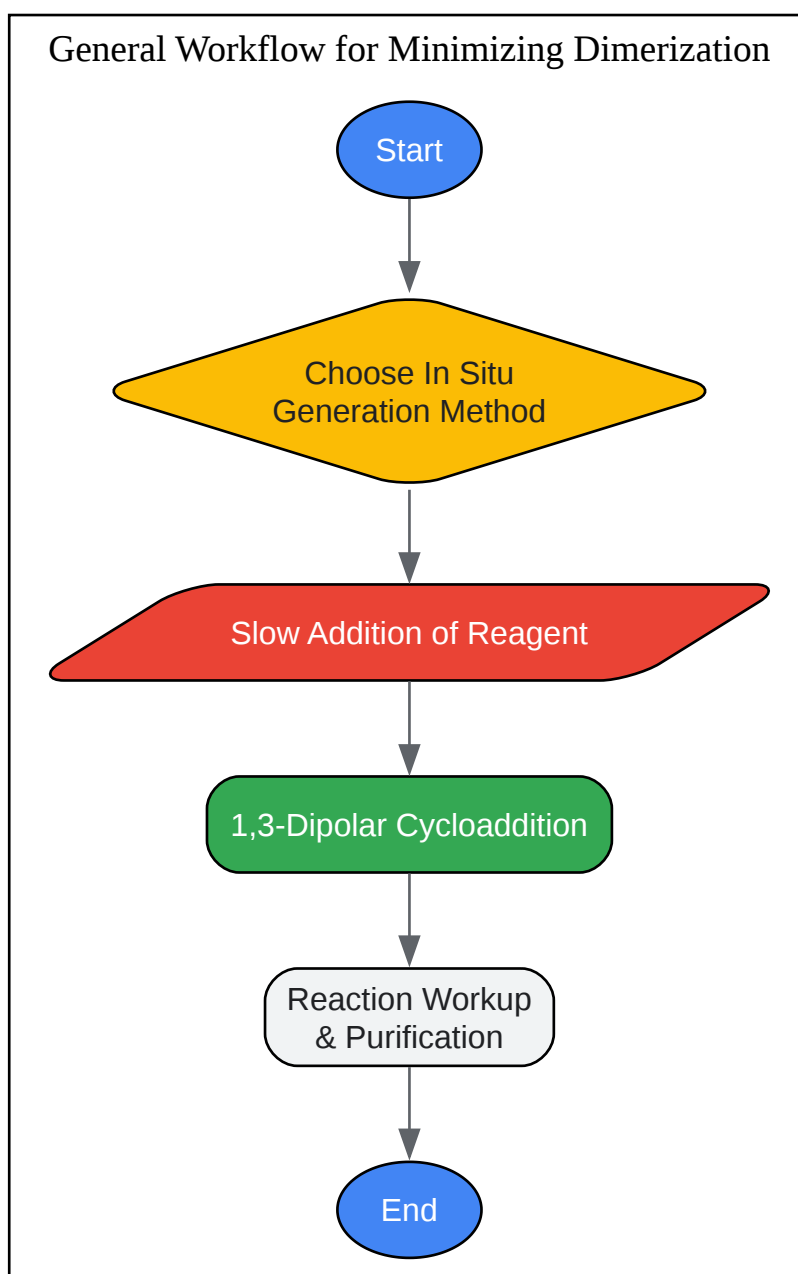 General Workflow for Minimizing Dimerization
Start
Choose In Situ
Generation Method
Slow Addition of Reagent
1,3-Dipolar Cycloaddition
Reaction Workup
& Purification
End